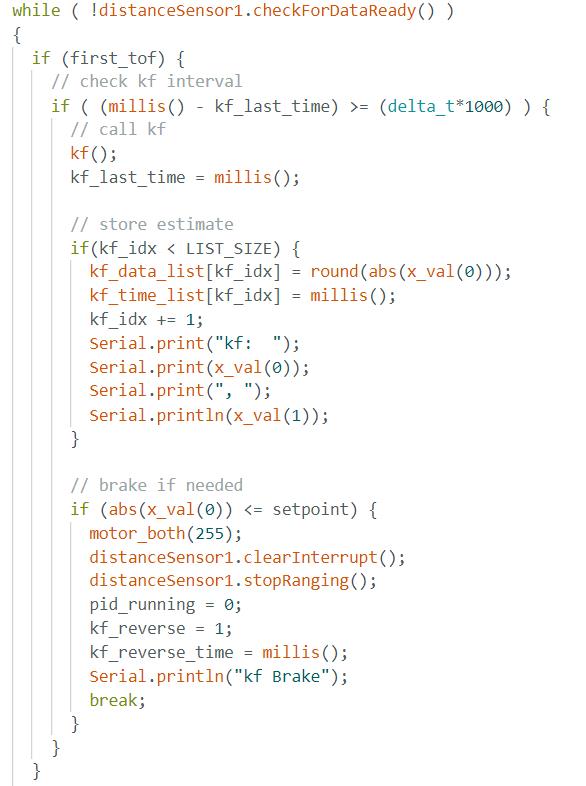 while ( !distanceSensor1.checkForDataReady() )
{
  if (first_tof) {
    // check kf interval
    if ( (millis() - kf_last_time) >= (delta_t*1000) ) {
      // call kf
      kf();
      kf_last_time = millis();

      // store estimate
      if(kf_idx < LIST_SIZE) {
        kf_data_list[kf_idx] = round(abs(x_val(0)));
        kf_time_list[kf_idx] = millis();
        kf_idx += 1;
        Serial.print("kf:  ");
        Serial.print(x_val(0));
        Serial.print(", ");
        Serial.println(x_val(1));
      }

      // brake if needed
      if (abs(x_val(0)) <= setpoint) {
        motor_both(255);
        distanceSensor1.clearInterrupt();
        distanceSensor1.stopRanging();
        pid_running = 0;
        kf_reverse = 1;
        kf_reverse_time = millis();
        Serial.println("kf Brake");
        break;
      }
    }
  }